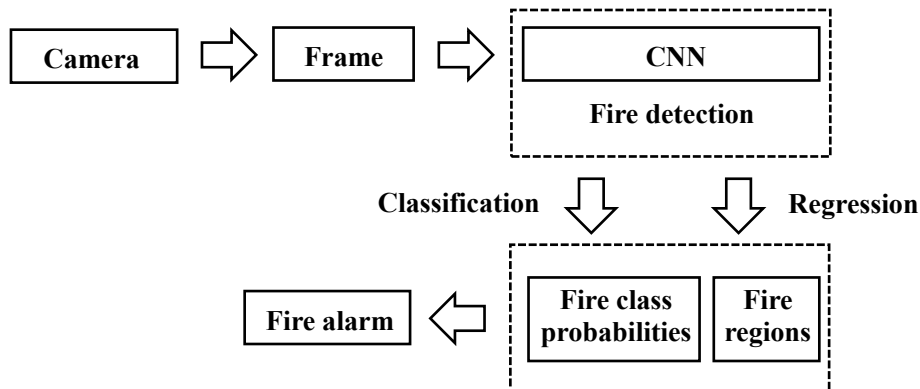 Camera
Frame
CNN
Fire detection
Classification
Regression
Fire class
probabilities
Fire
regions
Fire alarm